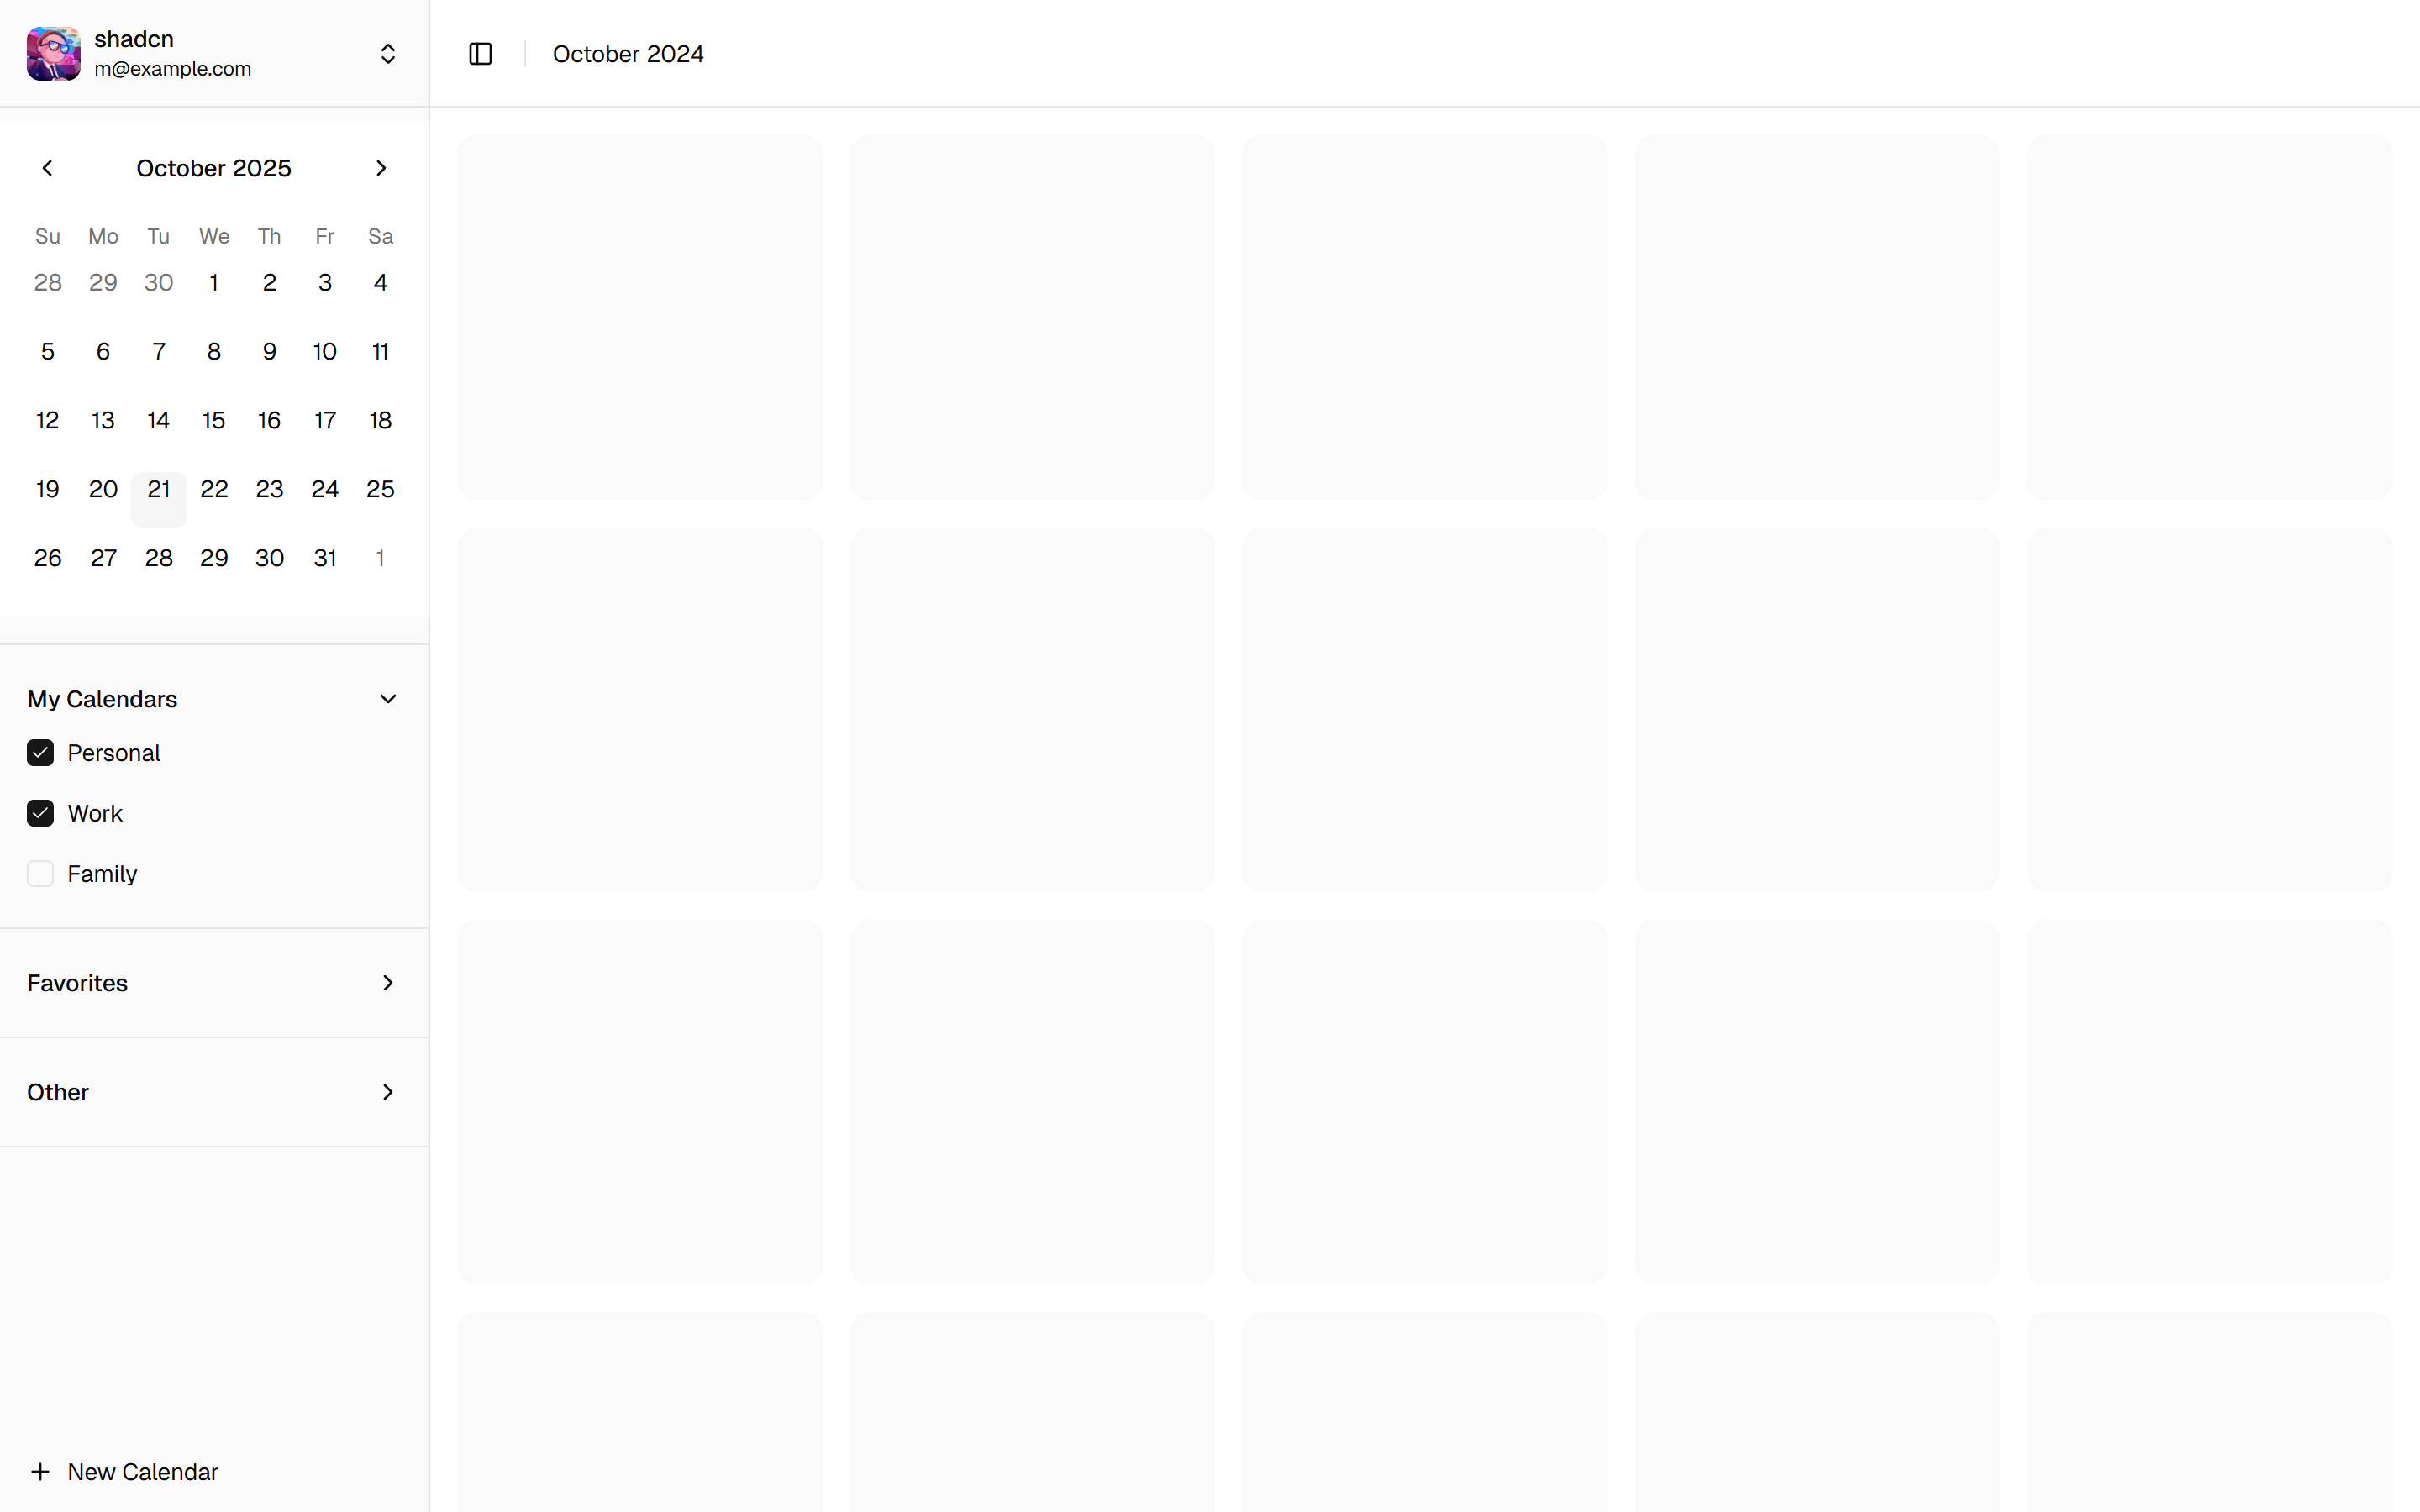 shadcn
m@example.com
October 2024
October 2025
Su Mo Tu We Th Fr Sa
28 29 30 1 2 3 4
5 6 7 8 9 10 11
12 13 14 15 16 17 18
19 20 21 22 23 24 25
26 27 28 29 30 31 1
My Calendars
Personal
Work
Family
Favorites
Other
New Calendar